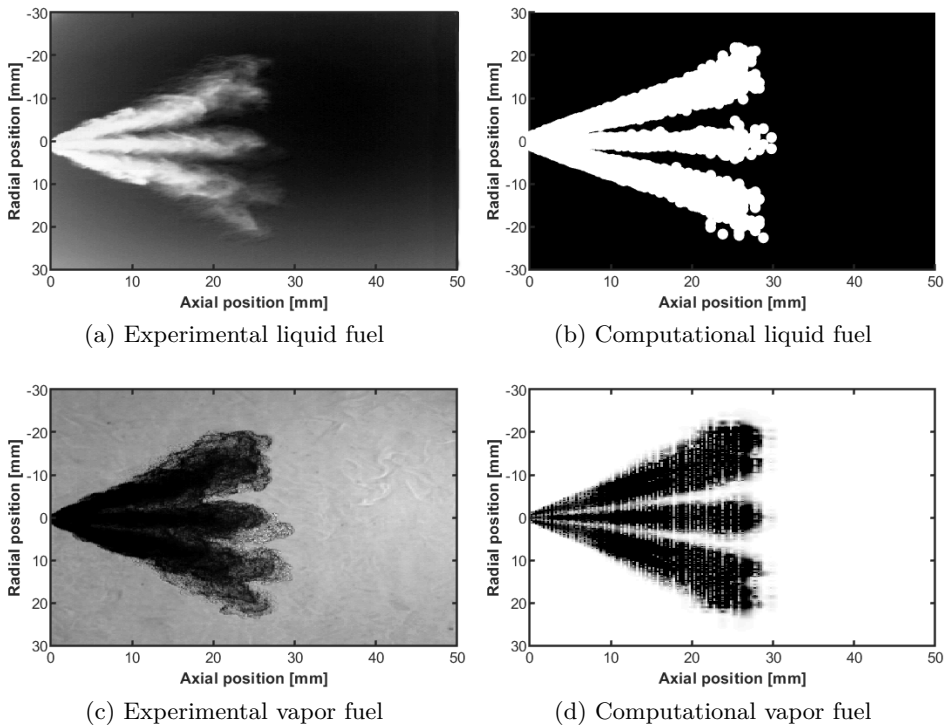 -30
-20
-10
0
10
20
30
Radial position [mm]
0 10 20 30 40 50
Axial position [mm]
(a) Experimental liquid fuel
-30
-20
-10
0
-10
20
-30
Radial position [mm]
0 10 20 30 40 50
Axial position [mm]
(b) Computational liquid fuel
-30
-20
-10
0
10
20
30
Radial position [mm]
0 10 20 30 40 50
Axial position [mm]
(c) Experimental vapor fuel
-30
-20
-10
0
10
20
30
Radial position [mm]
0 10 20 30 40 50
Axial position [mm]
(d) Computational vapor fuel